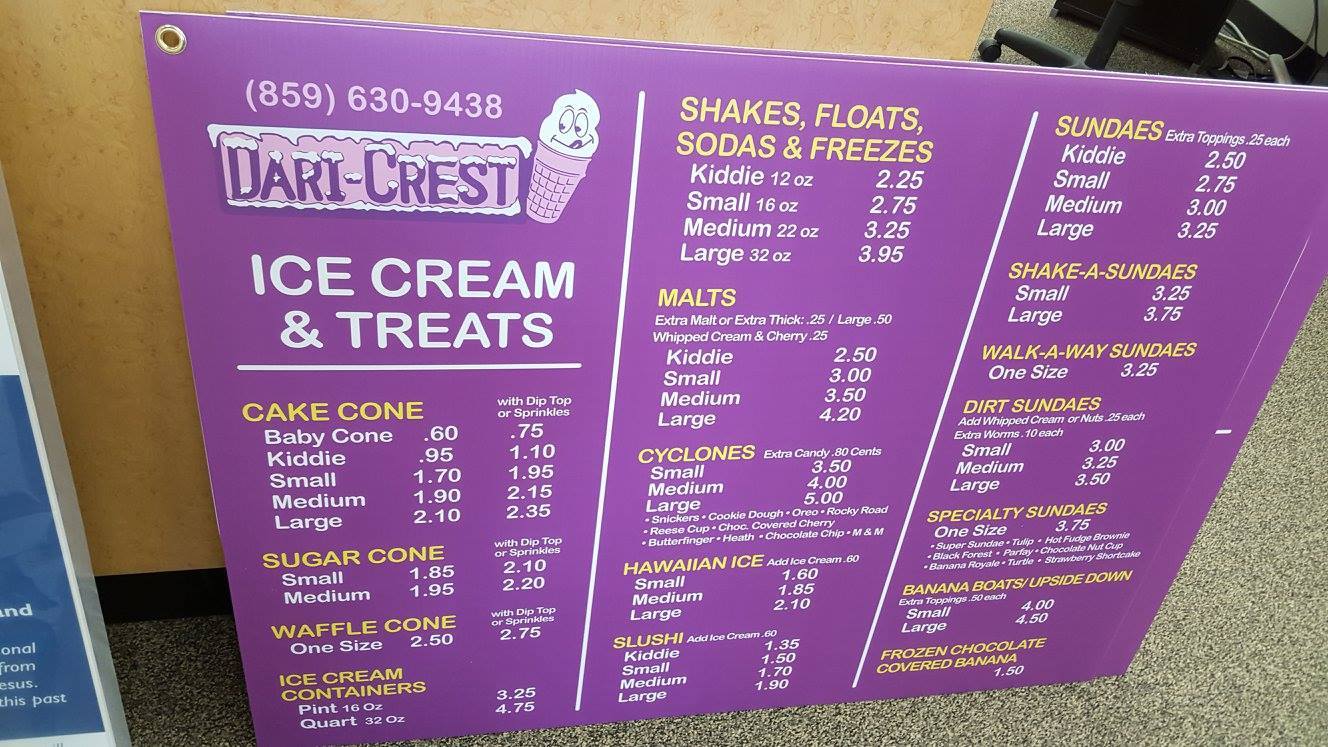 (859) 630-9438
DARI-CREST
ICE CREAM
& TREATS
CAKE CONE with Dip Top or Sprinkles
Baby Cone .60 .75
Kiddie .95 1.10
Small 1.70 1.95
Medium 1.90 2.15
Large 2.10 2.35
SUGAR CONE with Dip Top or Sprinkles
Small 1.85 2.10
Medium 1.95 2.20
WAFFLE CONE with Dip Top or Sprinkles
One Size 2.50 2.75
ICE CREAM
CONTAINERS
Pint 16 Oz 3.25
Quart 32 Oz 4.75
SHAKES, FLOATS,
SODAS & FREEZES
Kiddie 12 oz 2.25
Small 16 oz 2.75
Medium 22 oz 3.25
Large 32 oz 3.95
MALTS
Extra Malt or Extra Thick: .25 / Large .50
Whipped Cream & Cherry .25
Kiddie 2.50
Small 3.00
Medium 3.50
Large 4.20
CYCLONES Extra Candy .80 Cents
Small 3.50
Medium 4.00
Large 5.00
• Snickers • Cookie Dough • Oreo • Rocky Road
• Reese Cup • Choc. Covered Cherry
• Butterfinger • Heath • Chocolate Chip • M & M
HAWAIIAN ICE Add Ice Cream .60
Small 1.60
Medium 1.85
Large 2.10
SLUSHI Add Ice Cream .60
Kiddie 1.35
Small 1.50
Medium 1.70
Large 1.90
SUNDAES Extra Toppings .25 each
Kiddie 2.50
Small 2.75
Medium 3.00
Large 3.25
SHAKE-A-SUNDAES
Small 3.25
Large 3.75
WALK-A-WAY SUNDAES
One Size 3.25
DIRT SUNDAES
Add Whipped Cream or Nuts .25 each
Extra Worms .10 each
Small 3.00
Medium 3.25
Large 3.50
SPECIALTY SUNDAES
One Size 3.75
• Super Sundae • Tulip • Hot Fudge Brownie
• Black Forest • Parfay • Chocolate Nut Cup
• Banana Royale • Turtle • Strawberry Shortcake
BANANA BOATS/UPSIDE DOWN
Extra Toppings .50 each
Small 4.00
Large 4.50
FROZEN CHOCOLATE
COVERED BANANA
1.50
and
onal
from
esus.
this past